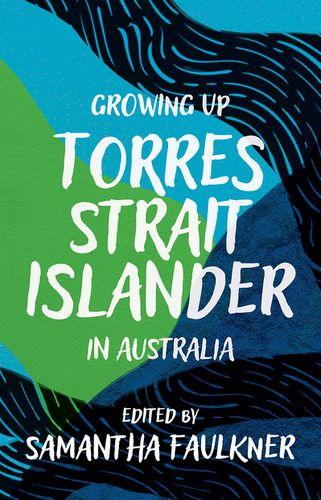 GROWING UP
TORRES
STRAIT
ISLANDER
IN AUSTRALIA
EDITED BY
SAMANTHA FAULKNER